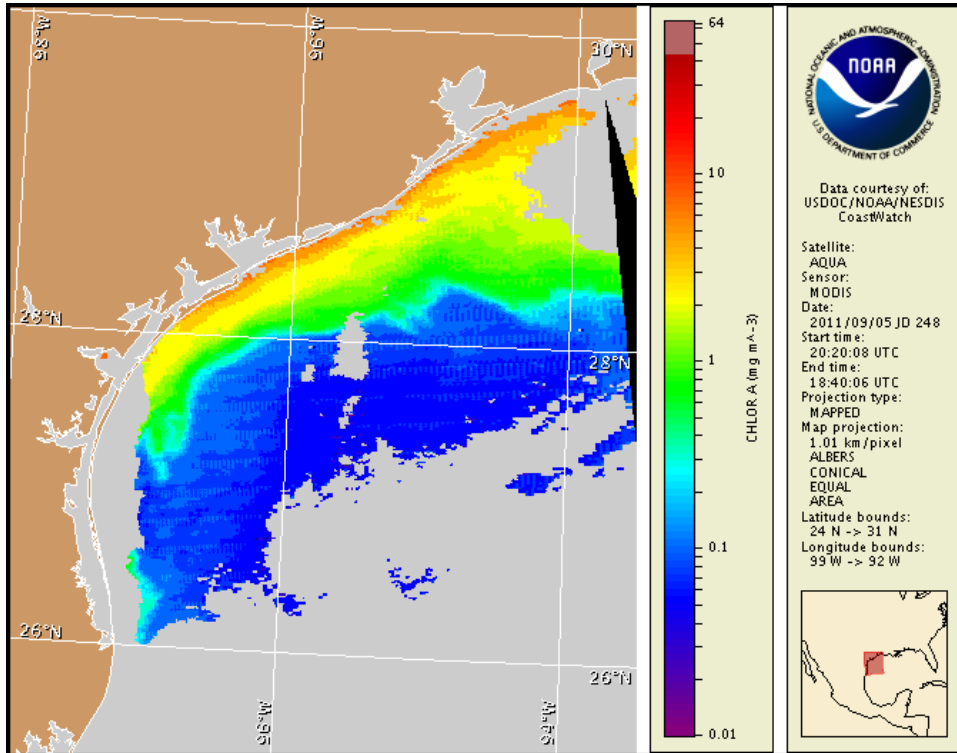 98°W
96°W
30°N
28°N
28°N
26°N
26°N
96°W
94°W
64
10
1
0.1
0.01
CHLOR A (mg m^-3)
NATIONAL OCEANIC AND ATMOSPHERIC ADMINISTRATION
NOAA
U.S. DEPARTMENT OF COMMERCE
Data courtesy of:
USDOC/NOAA/NESDIS
CoastWatch
Satellite:
AQUA
Sensor:
MODIS
Date:
2011/09/05 JD 248
Start time:
20:20:08 UTC
End time:
18:40:06 UTC
Projection type:
MAPPED
Map projection:
1.01 km/pixel
ALBERS
CONICAL
EQUAL
AREA
Latitude bounds:
24 N -> 31 N
Longitude bounds:
99 W -> 92 W